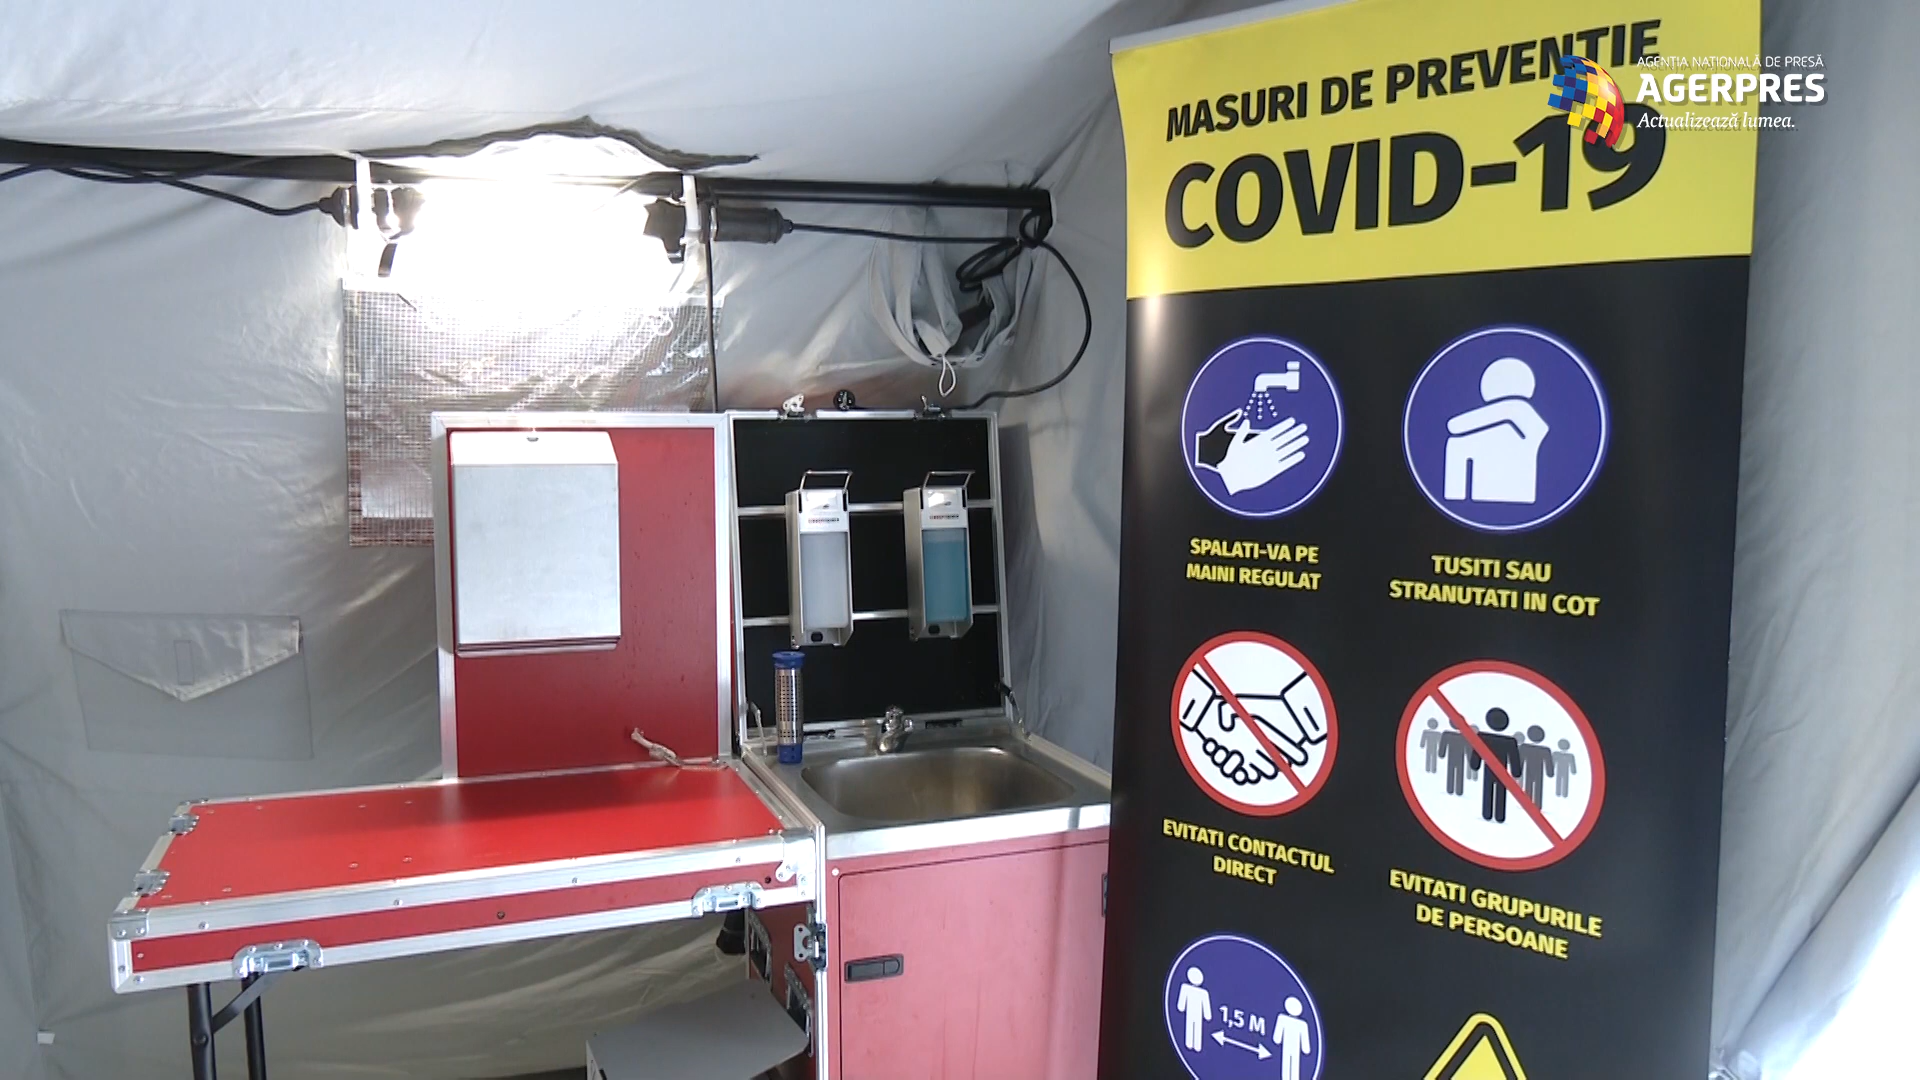 AGENȚIA NAȚIONALĂ DE PRESĂ
AGERPRES
Actualizează lumea.
MASURI DE PREVENTIE
COVID-19
SPALATI-VA PE
MAINI REGULAT
TUSITI SAU
STRANUTATI IN COT
EVITATI CONTACTUL
DIRECT
EVITATI GRUPURILE
DE PERSOANE
1,5 M